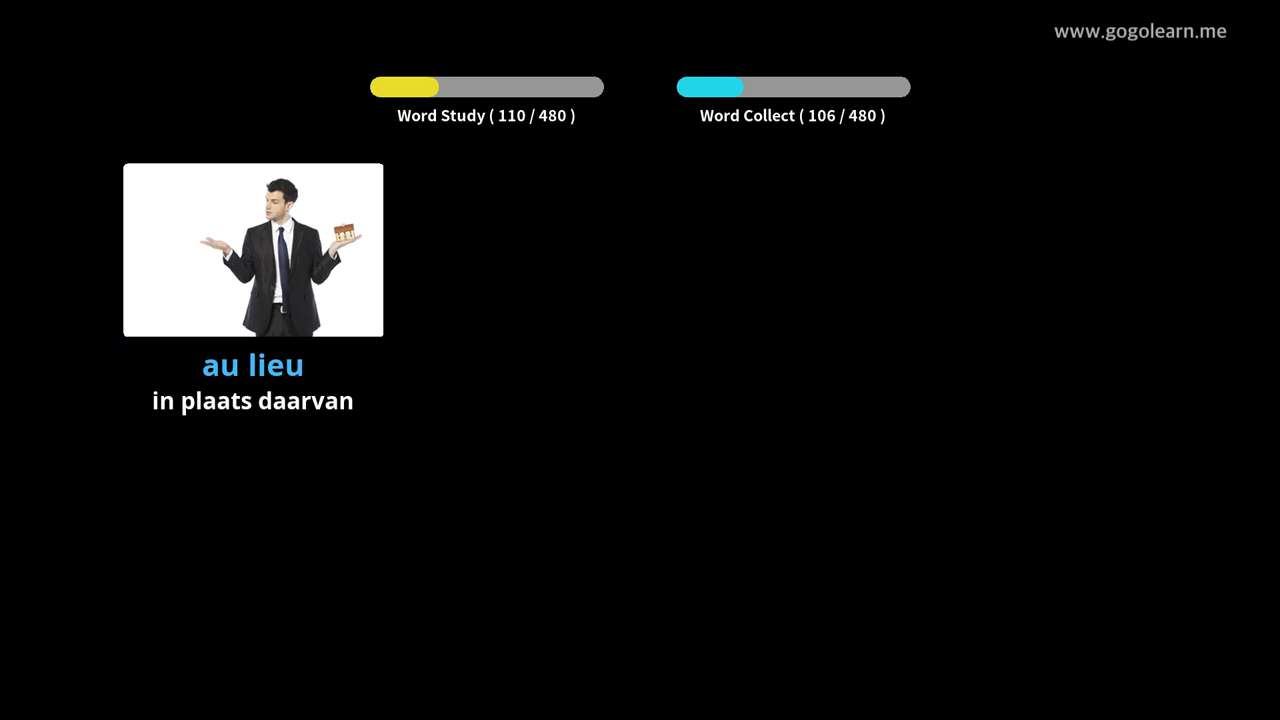 www.gogolearn.me
Word Study ( 110 / 480 )
Word Collect ( 106 / 480 )
au lieu
in plaats daarvan